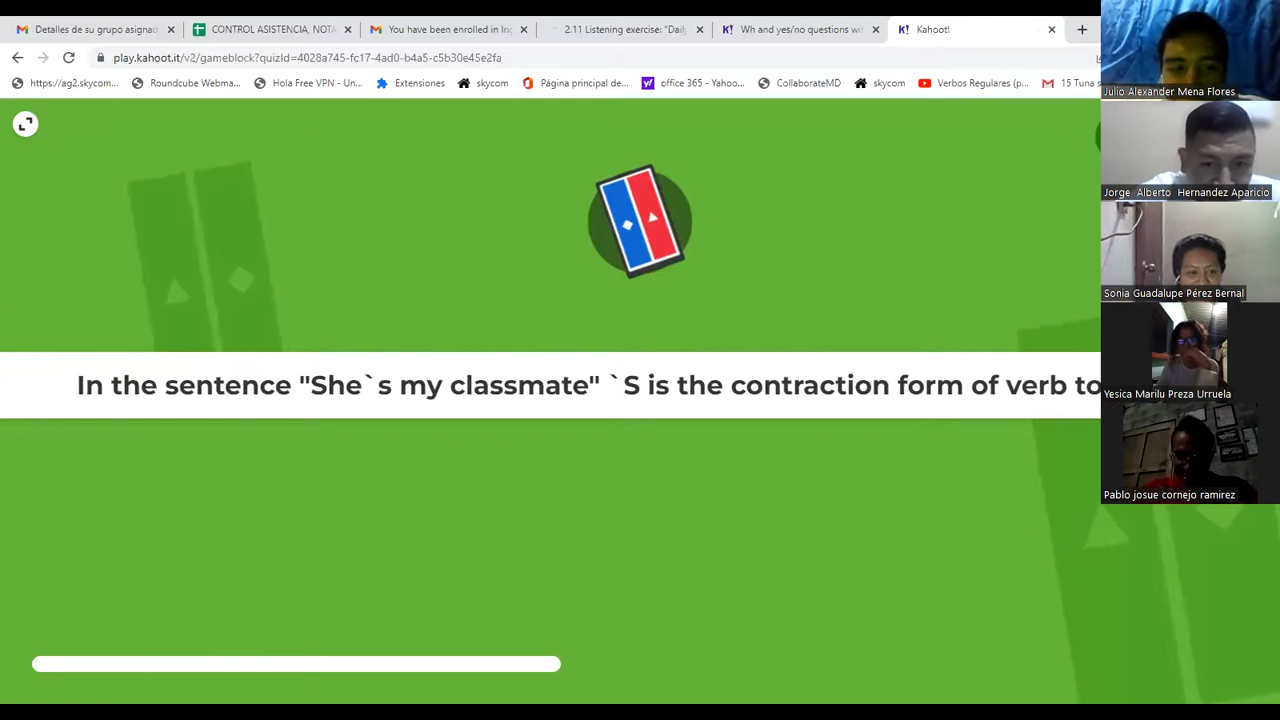 Detalles de su grupo asignad
CONTROL ASISTENCIA, NOTA
You have been enrolled in Ing
2.11 Listening exercise: "Daily
Wh and yes/no questions wit
Kahoot!
play.kahoot.it/v2/gameblock?quizId=4028a745-fc17-4ad0-b4a5-c5b30e45e2fa
https://ag2.skycom...
Roundcube Webma...
Hola Free VPN - Un...
Extensiones
skycom
Página principal de...
office 365 - Yahoo...
CollaborateMD
skycom
Verbos Regulares (p...
15 Tuna s
In the sentence "She`s my classmate" `S is the contraction form of verb to
Julio Alexander Mena Flores
Jorge Alberto Hernandez Aparicio
Sonia Guadalupe Pérez Bernal
Yesica Marilu Preza Urruela
Pablo josue cornejo ramirez